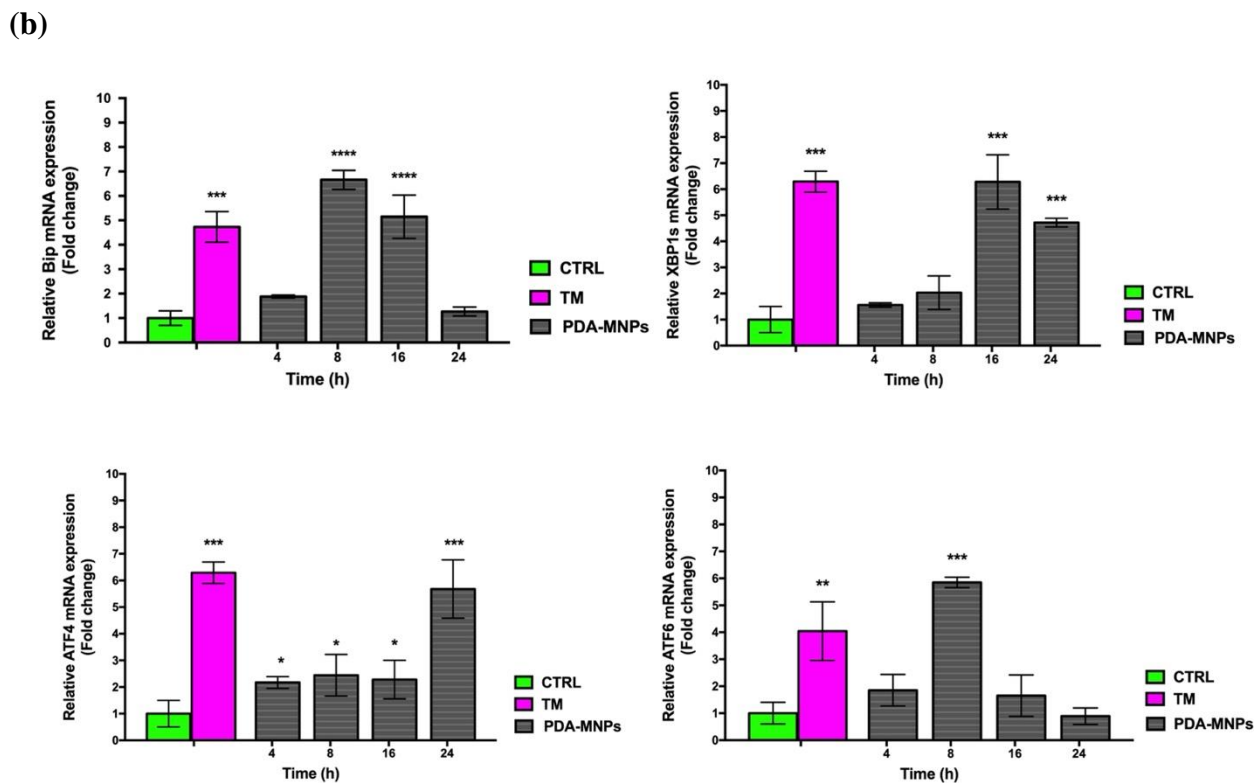 (b)
Relative Bip mRNA expression
(Fold change)
10
9
8
7
6
5
4
3
2
1
0
***
****
****
4
8
16
24
Time (h)
CTRL
TM
PDA-MNPs
Relative XBP1s mRNA expression
(Fold change)
10
9
8
7
6
5
4
3
2
1
0
***
***
***
4
8
16
24
Time (h)
CTRL
TM
PDA-MNPs
Relative ATF4 mRNA expression
(Fold change)
10
9
8
7
6
5
4
3
2
1
0
***
*
*
*
***
4
8
16
24
Time (h)
CTRL
TM
PDA-MNPs
Relative ATF6 mRNA expression
(Fold change)
10
9
8
7
6
5
4
3
2
1
0
**
***
4
8
16
24
Time (h)
CTRL
TM
PDA-MNPs